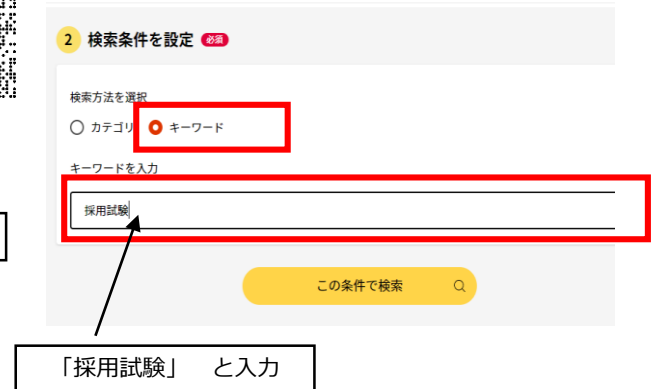 2 検索条件を設定 必須
検索方法を選択
カテゴリ キーワード
キーワードを入力
採用試験
この条件で検索
「採用試験」 と入力